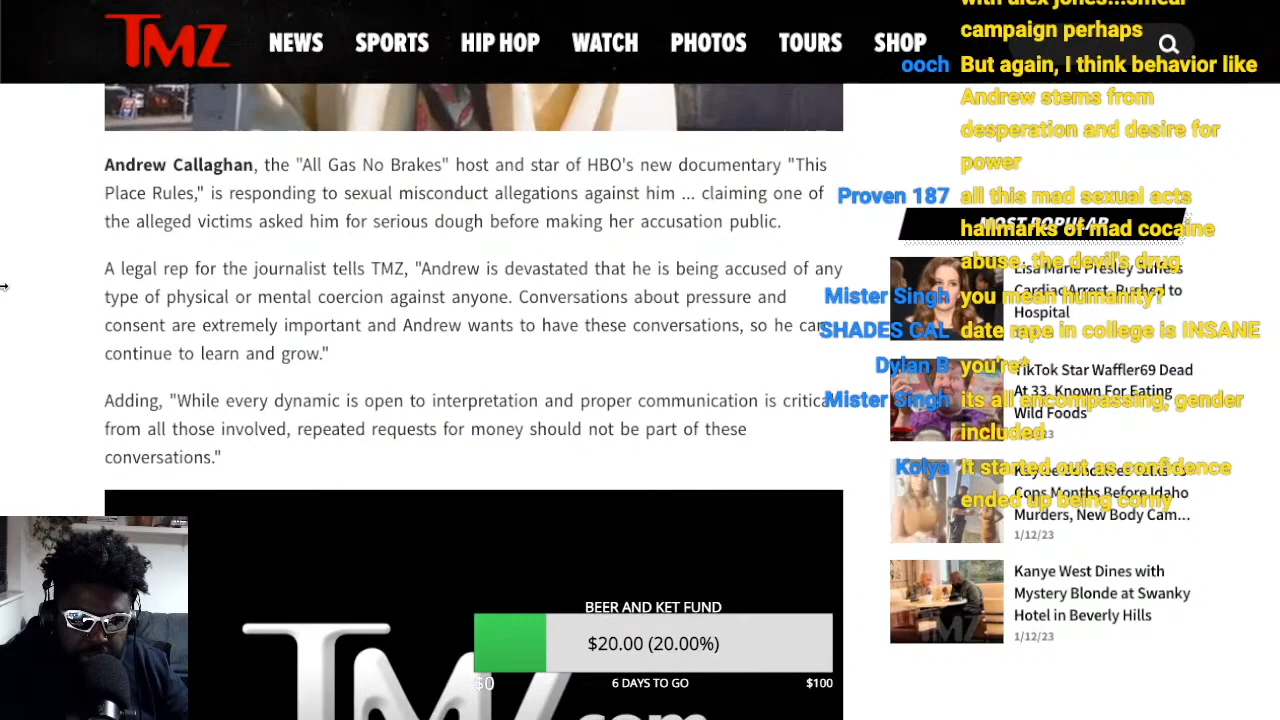 TMZ
NEWS SPORTS HIP HOP WATCH PHOTOS TOURS SHOP
Andrew Callaghan, the "All Gas No Brakes" host and star of HBO's new documentary "This
Place Rules," is responding to sexual misconduct allegations against him ... claiming one of
the alleged victims asked him for serious dough before making her accusation public.
A legal rep for the journalist tells TMZ, "Andrew is devastated that he is being accused of any
type of physical or mental coercion against anyone. Conversations about pressure and
consent are extremely important and Andrew wants to have these conversations, so he can
continue to learn and grow."
Adding, "While every dynamic is open to interpretation and proper communication is critical
from all those involved, repeated requests for money should not be part of these
conversations."
TMZ.com
BEER AND KET FUND
$20.00 (20.00%)
$0 6 DAYS TO GO $100
with alex jones...smear
campaign perhaps
ooch But again, I think behavior like
Andrew stems from
desperation and desire for
power
Proven 187 all this mad sexual acts
hallmarks of mad cocaine
abuse, the devil's drug
Mister Singh you mean humanity?
SHADES CAL date rape in college is INSANE
Dylan B you're*
Mister Singh its all encompassing, gender
included
Kolya It started out as confidence
ended up being corny
MOST POPULAR
Lisa Marie Presley Suffers
Cardiac Arrest, Rushed to
Hospital
TikTok Star Waffler69 Dead
At 33, Known For Eating
Wild Foods
Cops Months Before Idaho
Murders, New Body Cam...
1/12/23
Kanye West Dines with
Mystery Blonde at Swanky
Hotel in Beverly Hills
1/12/23